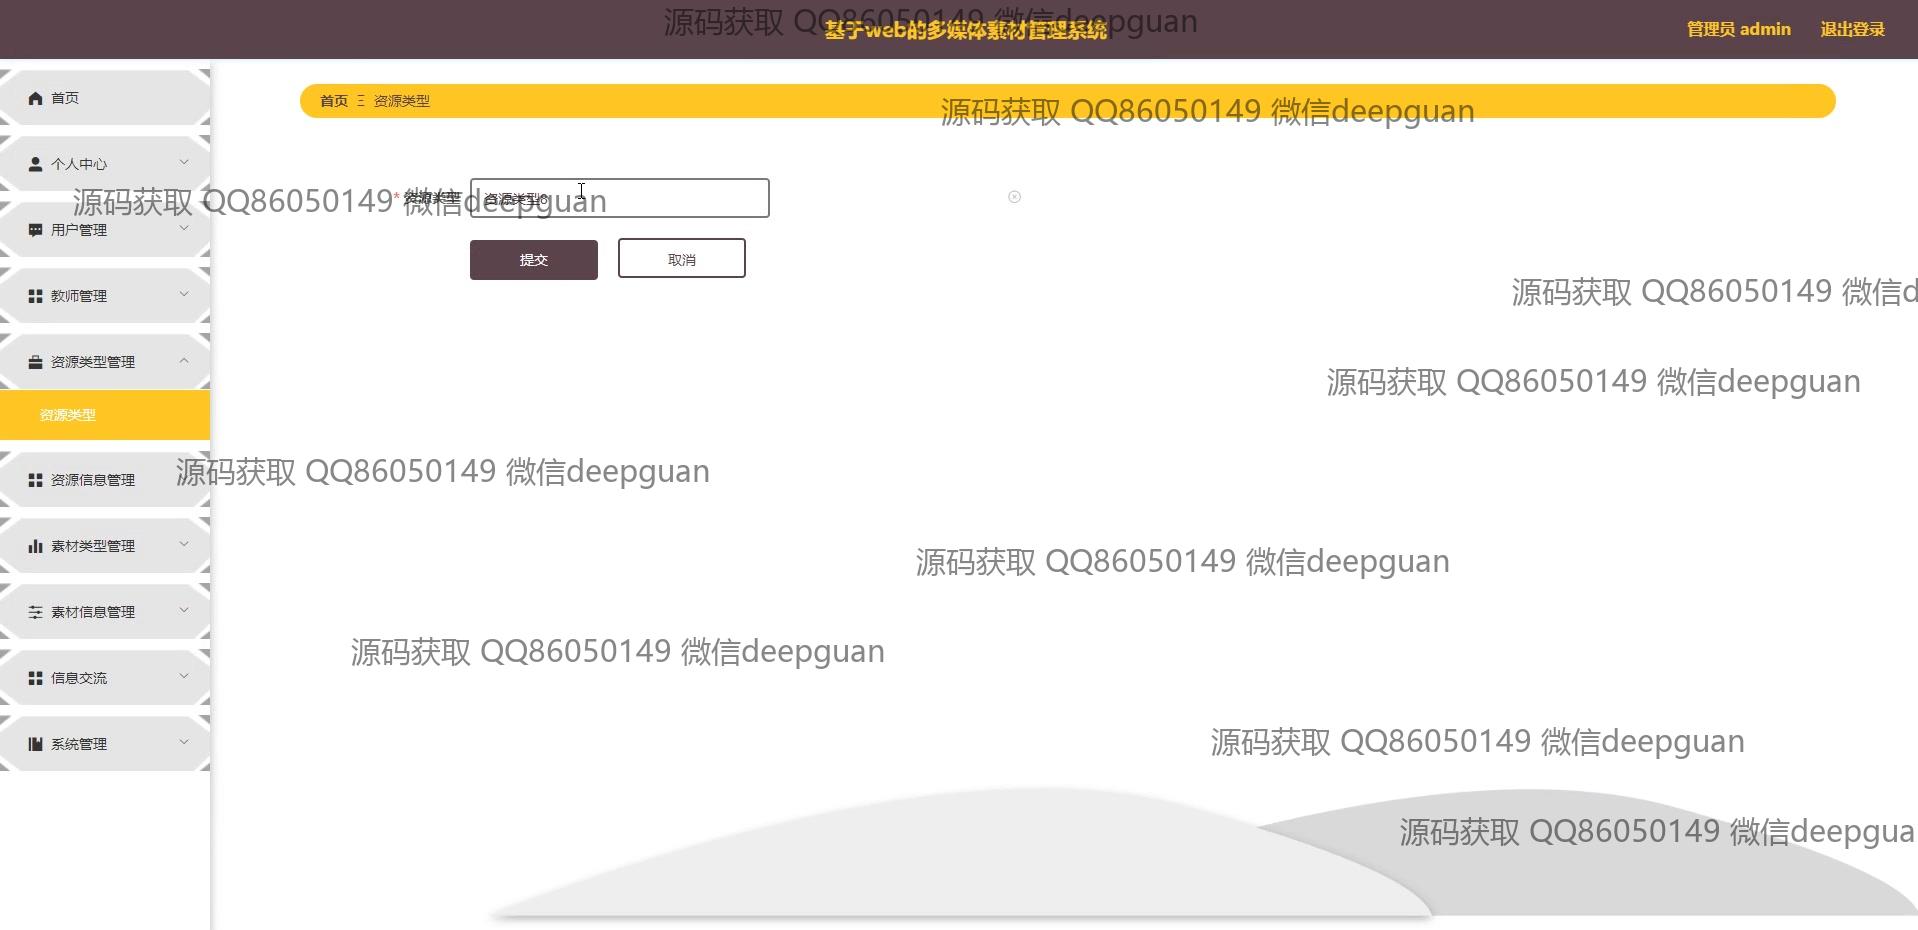 源码获取 QQ86050149 微信deepguan
基于web的多媒体素材管理系统
管理员 admin
退出登录
首页
首页 Ξ 资源类型
源码获取 QQ86050149 微信deepguan
个人中心
* 资源类型
资源类型8
源码获取 QQ86050149 微信deepguan
用户管理
提交
取消
教师管理
源码获取 QQ86050149 微信d
资源类型管理
源码获取 QQ86050149 微信deepguan
资源类型
资源信息管理
源码获取 QQ86050149 微信deepguan
素材类型管理
源码获取 QQ86050149 微信deepguan
素材信息管理
源码获取 QQ86050149 微信deepguan
信息交流
系统管理
源码获取 QQ86050149 微信deepguan
源码获取 QQ86050149 微信deepgua